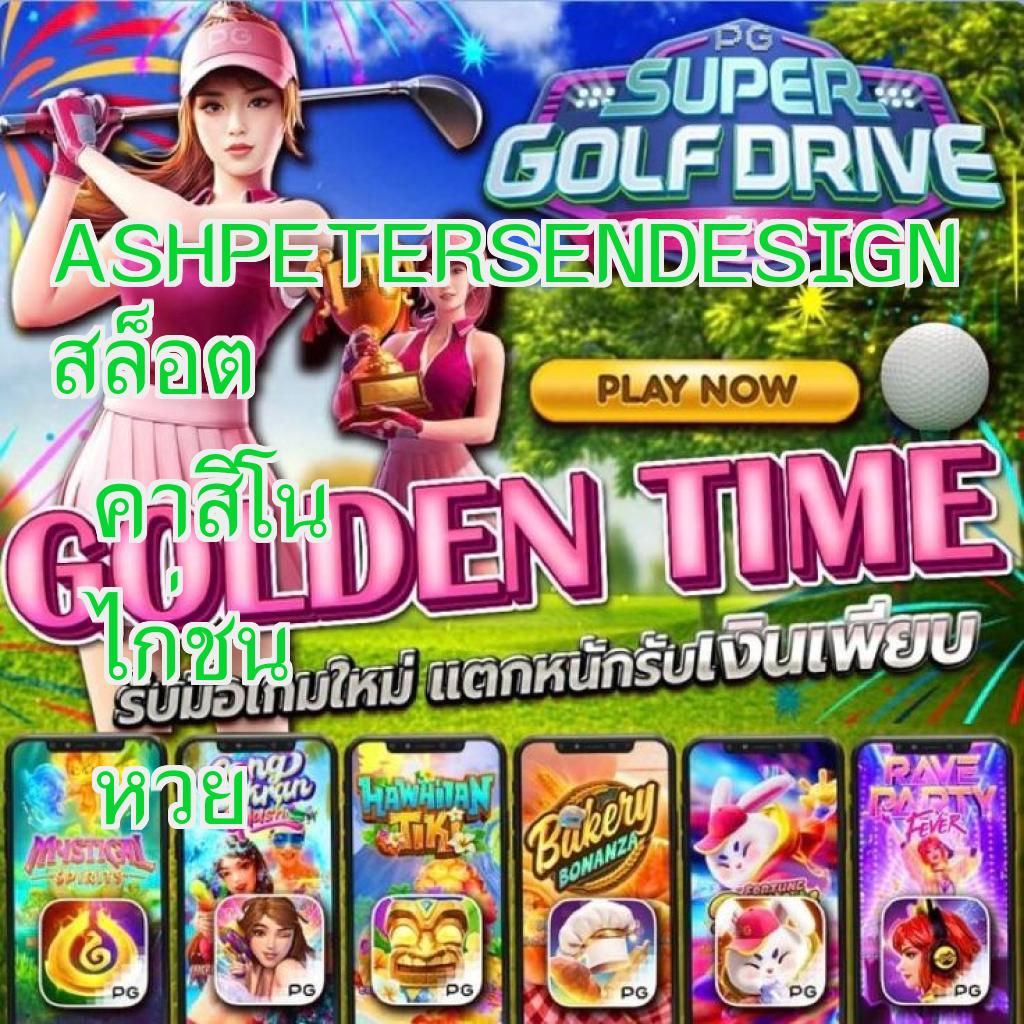 PG
PG
SUPER
GOLF DRIVE
ASHPETERSENDESIGN
สล็อต
PLAY NOW
คาสิโน
GOLDEN TIME
ไก่ชน
รับมือเกมใหม่ แตกหนักรับเงินเพียบ
หวย
MYSTICAL
SPIRITS
HAWAIIAN
TIKI
Bakery
BONANZA
FORTUNE
RAVE
PARTY
FEVER
PG
PG
PG
PG
PG
PG